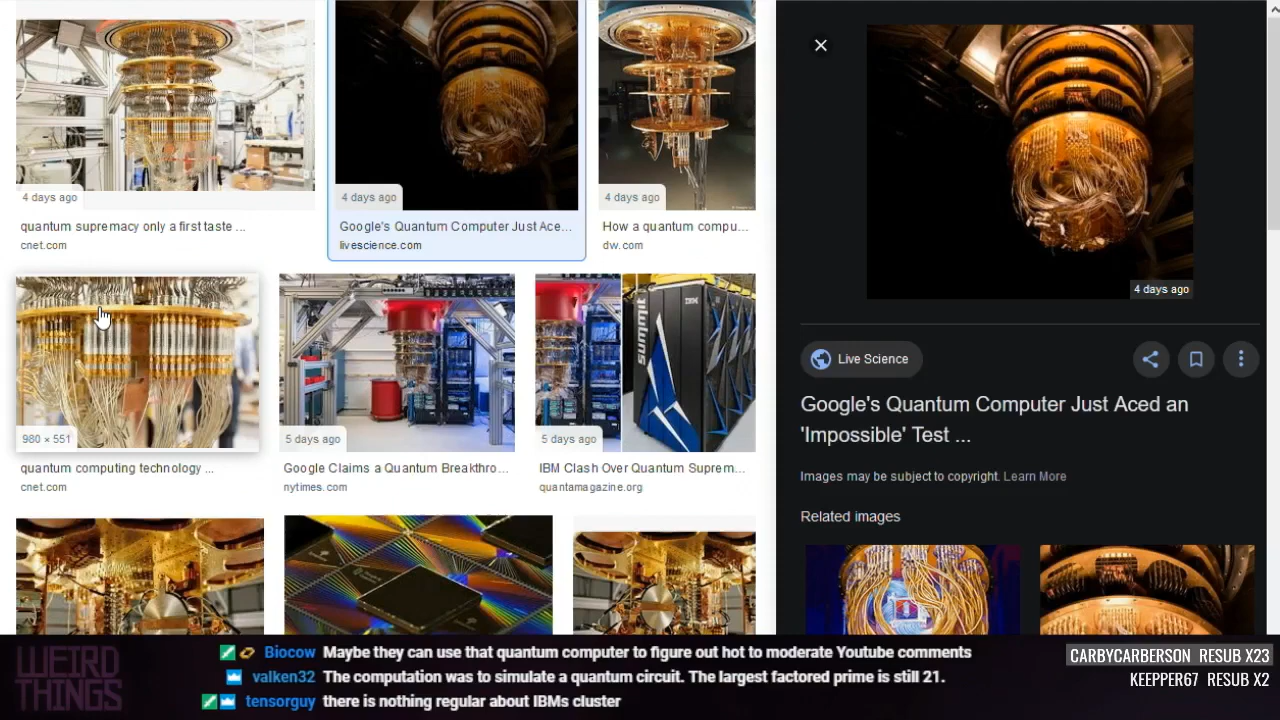 4 days ago
quantum supremacy only a first taste ...
cnet.com
4 days ago
Google's Quantum Computer Just Ace...
livescience.com
4 days ago
How a quantum compu...
dw.com
980 × 551
quantum computing technology ...
cnet.com
5 days ago
Google Claims a Quantum Breakthro...
nytimes.com
summit
IBM
5 days ago
IBM Clash Over Quantum Suprem...
quantamagazine.org
4 days ago
Live Science
Google's Quantum Computer Just Aced an
'Impossible' Test ...
Images may be subject to copyright. Learn More
Related images
WEIRD
THINGS
Biocow Maybe they can use that quantum computer to figure out hot to moderate Youtube comments
valken32 The computation was to simulate a quantum circuit. The largest factored prime is still 21.
tensorguy there is nothing regular about IBMs cluster
CARBYCARBERSON RESUB X23
KEEPPER67 RESUB X2